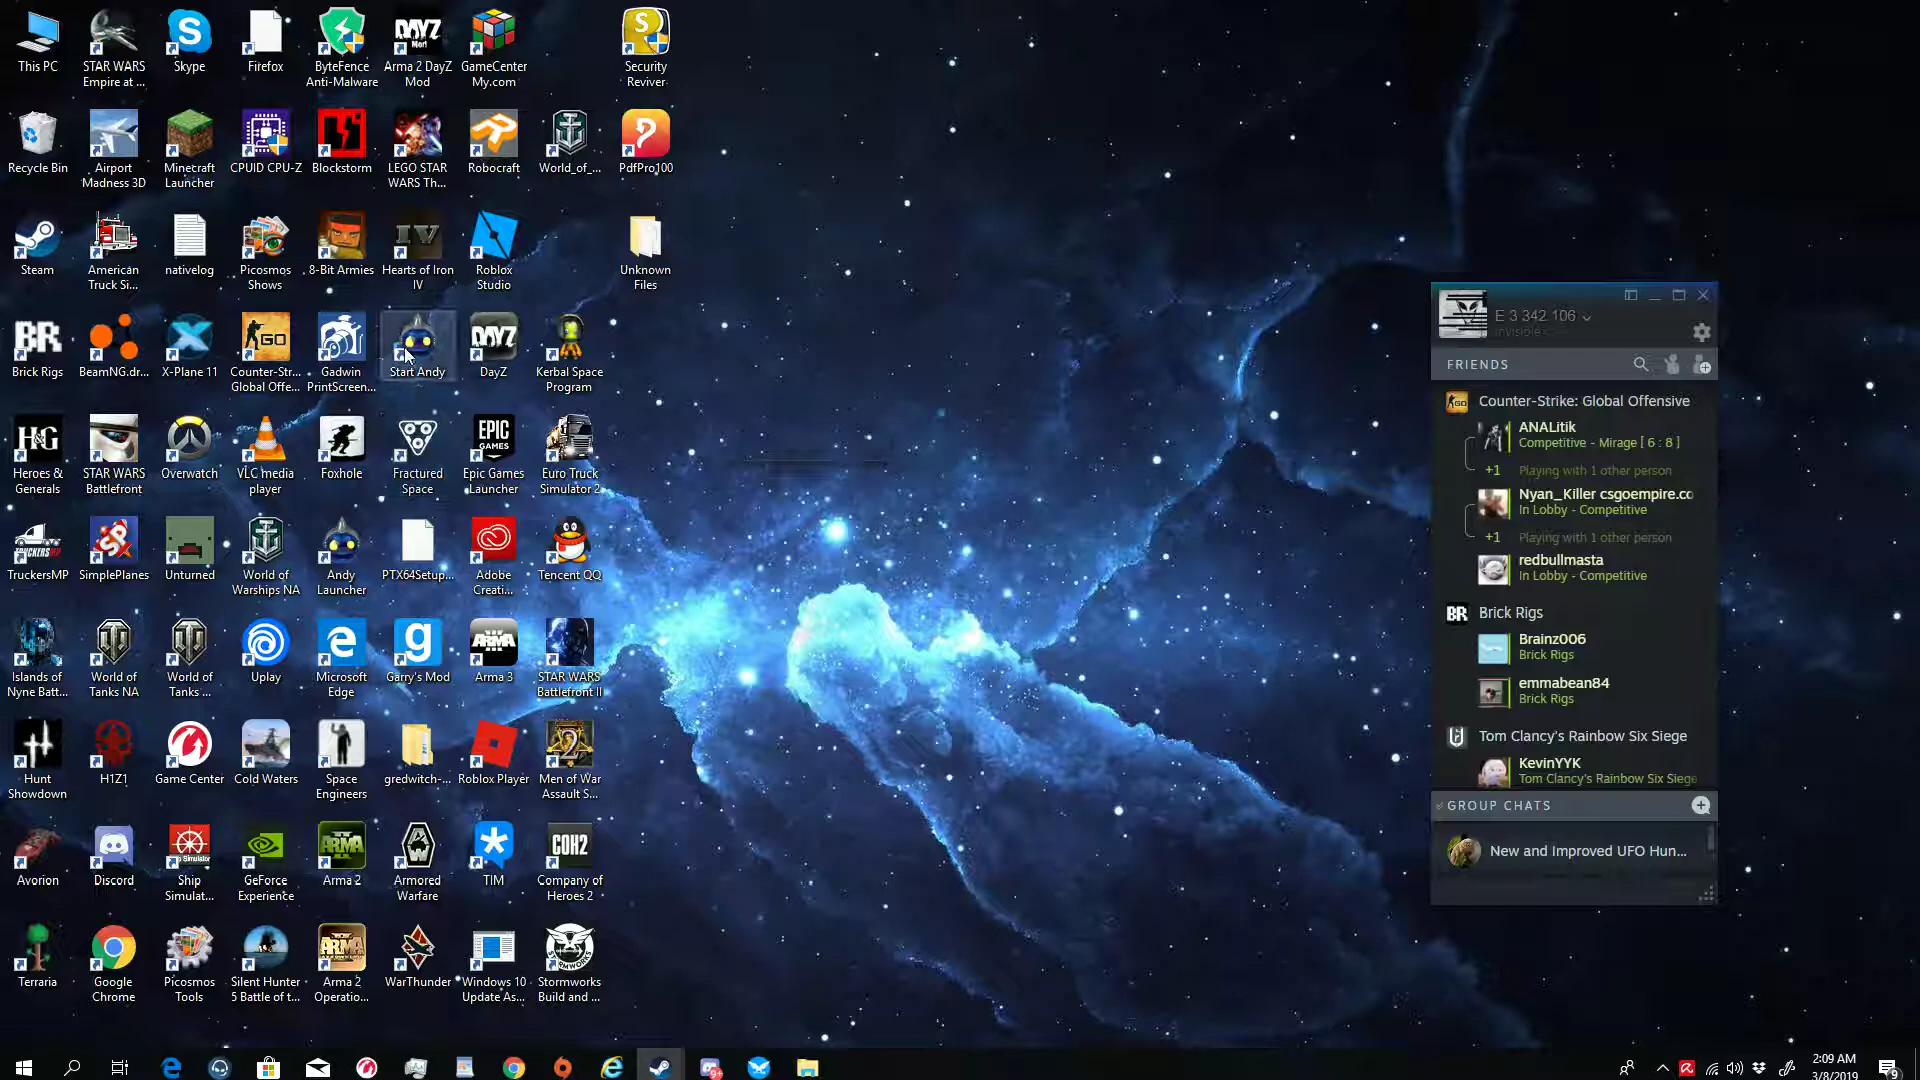 This PC
STAR WARS
Empire at ...
Skype
Firefox
ByteFence
Anti-Malware
Arma 2 DayZ
Mod
GameCenter
My.com
Security
Reviver
Recycle Bin
Airport
Madness 3D
Minecraft
Launcher
CPUID CPU-Z
Blockstorm
LEGO STAR
WARS Th...
Robocraft
World_of_...
PdfPro100
Steam
American
Truck Si...
nativelog
Picosmos
Shows
8-Bit Armies
Hearts of Iron
IV
Roblox
Studio
Unknown
Files
Brick Rigs
BeamNG.dr...
X-Plane 11
Counter-Str...
Global Offe...
Gadwin
PrintScreen...
Start Andy
DayZ
Kerbal Space
Program
Heroes &
Generals
STAR WARS
Battlefront
Overwatch
VLC media
player
Foxhole
Fractured
Space
Epic Games
Launcher
Euro Truck
Simulator 2
TruckersMP
SimplePlanes
Unturned
World of
Warships NA
Andy
Launcher
PTX64Setup...
Adobe
Creati...
Tencent QQ
Islands of
Nyne Batt...
World of
Tanks NA
World of
Tanks ...
Uplay
Microsoft
Edge
Garry's Mod
Arma 3
STAR WARS
Battlefront II
Hunt
Showdown
H1Z1
Game Center
Cold Waters
Space
Engineers
gredwitch-...
Roblox Player
Men of War
Assault S...
Avorion
Discord
Ship
Simulat...
GeForce
Experience
Arma 2
Armored
Warfare
TIM
Company of
Heroes 2
Terraria
Google
Chrome
Picosmos
Tools
Silent Hunter
5 Battle of t...
Arma 2
Operatio...
WarThunder
Windows 10
Update As...
Stormworks
Build and ...
E 3 342 106
Invisible
FRIENDS
Counter-Strike: Global Offensive
ANALitik
Competitive - Mirage [ 6 : 8 ]
+1 Playing with 1 other person
Nyan_Killer csgoempire.co
In Lobby - Competitive
+1 Playing with 1 other person
redbullmasta
In Lobby - Competitive
Brick Rigs
Brainz006
Brick Rigs
emmabean84
Brick Rigs
Tom Clancy's Rainbow Six Siege
KevinYYK
Tom Clancy's Rainbow Six Siege
GROUP CHATS
New and Improved UFO Hun...
2:09 AM
3/8/2019